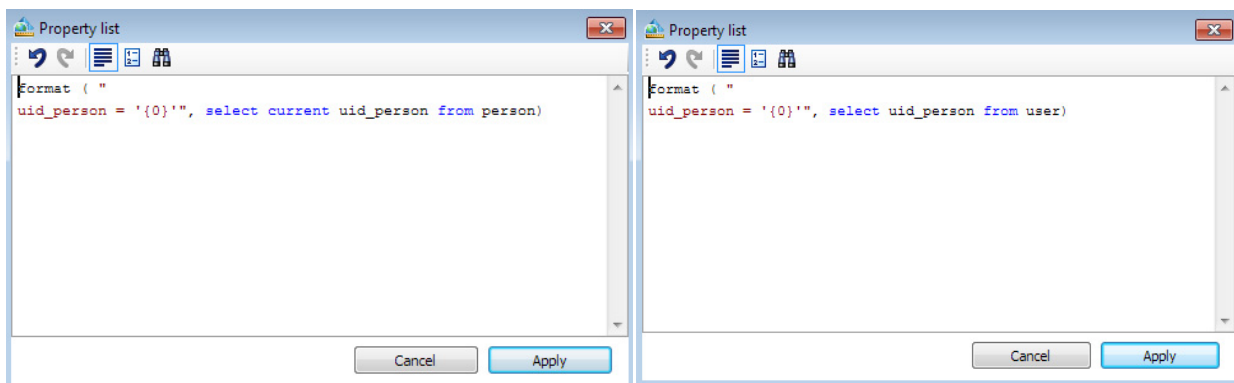 Property list
format ( "
uid_person = '{0}'", select current uid_person from person)
Cancel
Apply
Property list
format ( "
uid_person = '{0}'", select uid_person from user)
Cancel
Apply